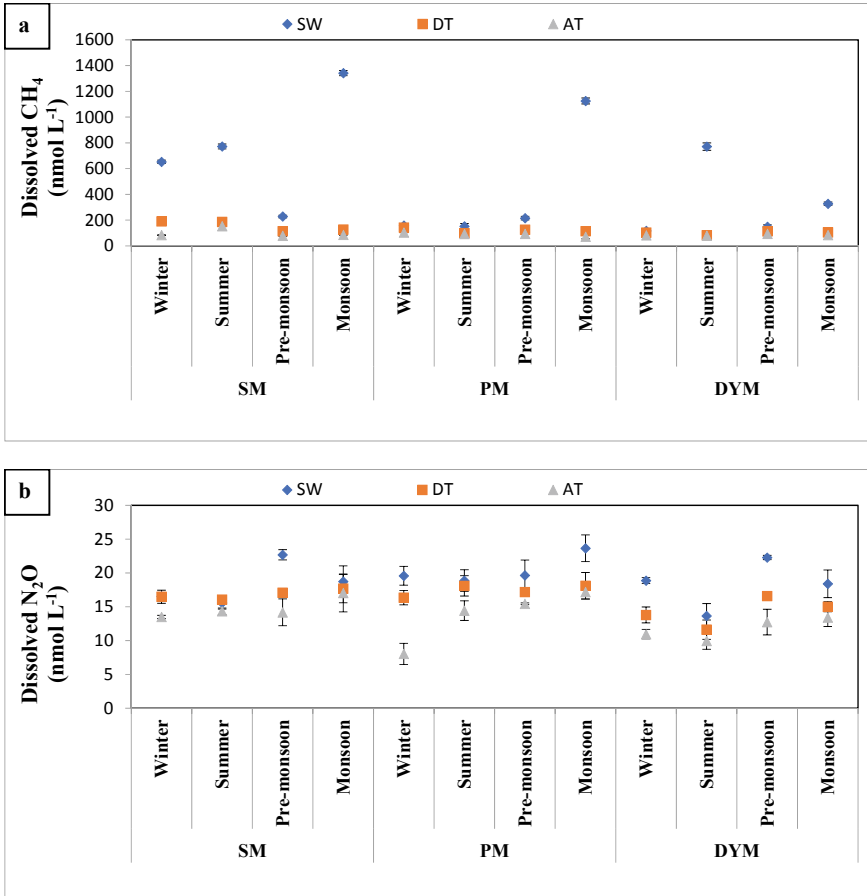 a
SW DT AT
1600
1400
1200
1000
800
600
400
200
0
Dissolved CH₄
(nmol L⁻¹)
Winter Summer Pre-monsoon Monsoon Winter Summer Pre-monsoon Monsoon Winter Summer Pre-monsoon Monsoon
SM PM DYM
b
SW DT AT
30
25
20
15
10
5
0
Dissolved N₂O
(nmol L⁻¹)
Winter Summer Pre-monsoon Monsoon Winter Summer Pre-monsoon Monsoon Winter Summer Pre-monsoon Monsoon
SM PM DYM